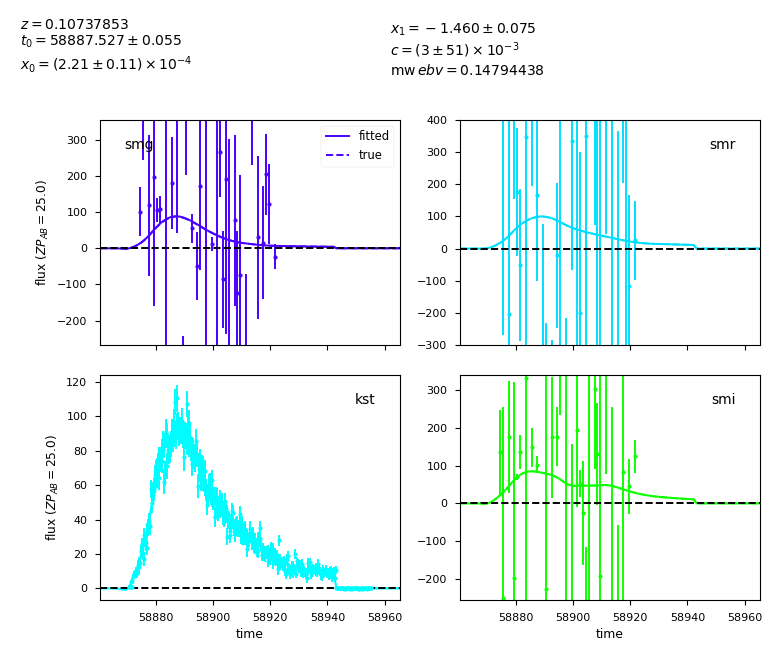 z = 0.10737853
t₀ = 58887.527 ± 0.055
x₀ = (2.21 ± 0.11) × 10⁻⁴
x₁ = −1.460 ± 0.075
c = (3 ± 51) × 10⁻³
mw ebv = 0.14794438
smg
fitted
true
300
200
100
0
−100
−200
flux (ZP_AB = 25.0)
smr
400
300
200
100
0
−100
−200
−300
kst
120
100
80
60
40
20
0
flux (ZP_AB = 25.0)
58880 58900 58920 58940 58960
time
smi
300
200
100
0
−100
−200
58880 58900 58920 58940 58960
time